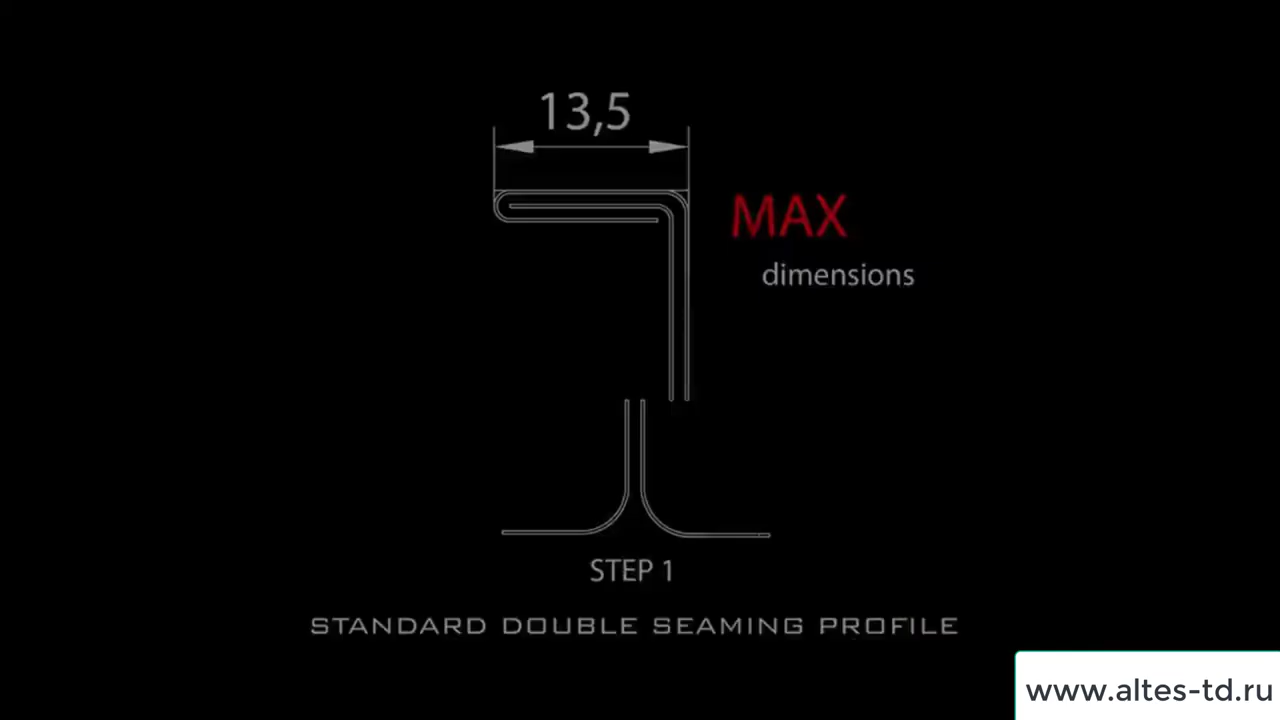 13,5
MAX
dimensions
STEP 1
STANDARD DOUBLE SEAMING PROFILE
www.altes-td.ru